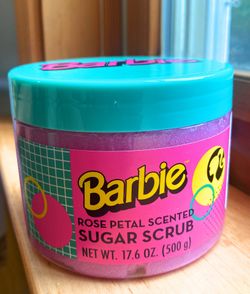 Barbie
Barbie
ROSE PETAL SCENTED
SUGAR SCRUB
NET WT. 17.6 OZ. (500 g)